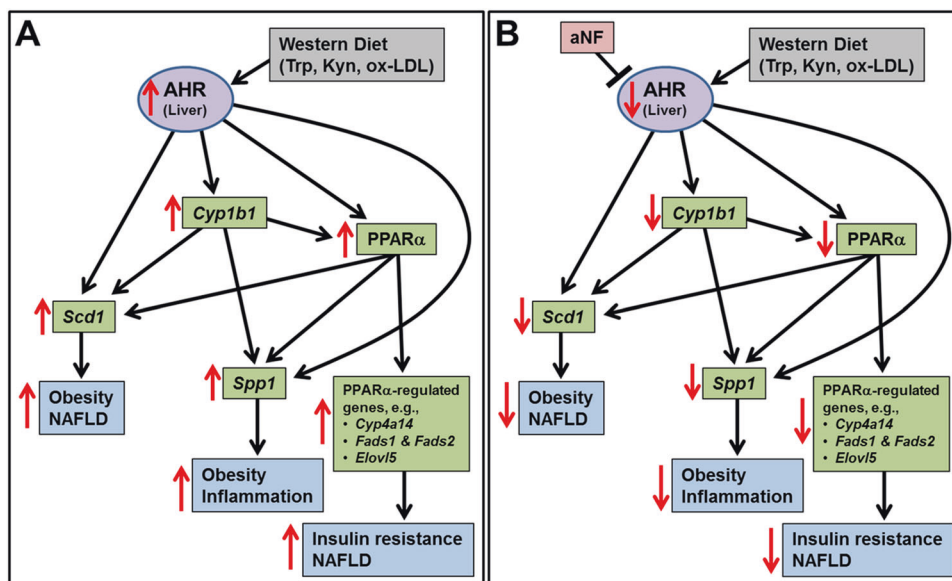 A
Western Diet
(Trp, Kyn, ox-LDL)
AHR
(Liver)
Cyp1b1
PPARα
Scd1
Spp1
Obesity
NAFLD
PPARα-regulated
genes, e.g.,
• Cyp4a14
• Fads1 & Fads2
• Elovl5
Obesity
Inflammation
Insulin resistance
NAFLD
B
aNF
Western Diet
(Trp, Kyn, ox-LDL)
AHR
(Liver)
Cyp1b1
PPARα
Scd1
Spp1
Obesity
NAFLD
PPARα-regulated
genes, e.g.,
• Cyp4a14
• Fads1 & Fads2
• Elovl5
Obesity
Inflammation
Insulin resistance
NAFLD